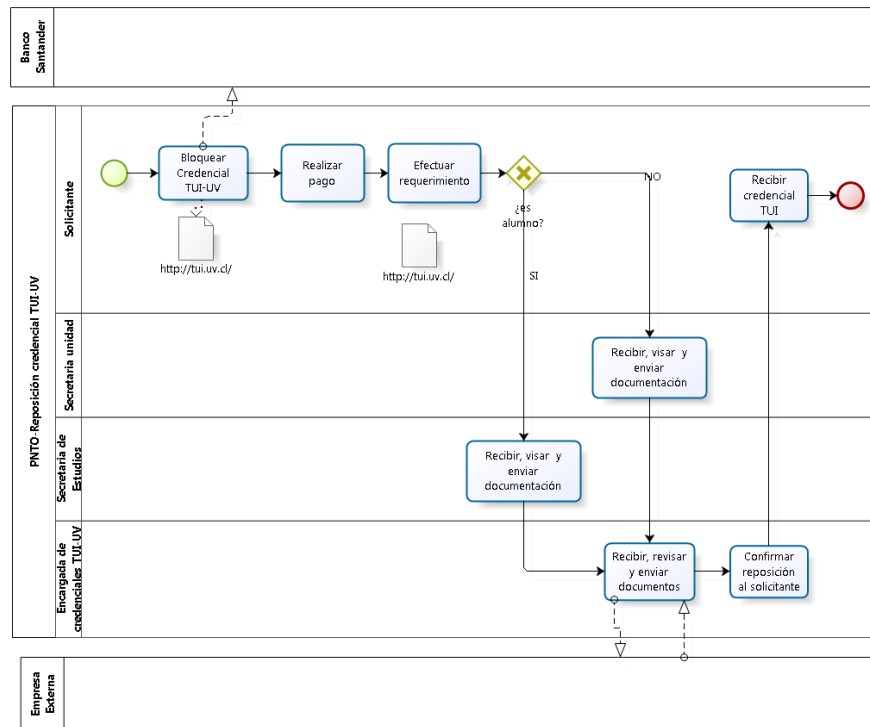 Banco
Santander
PNTO-Reposición credencial TUI-UV
Solicitante
Bloquear
Credencial
TUI-UV
Realizar
pago
Efectuar
requerimiento
¿es
alumno?
NO
SI
Recibir
credencial
TUI
http://tui.uv.cl/
http://tui.uv.cl/
Secretaria unidad
Recibir, visar y
enviar
documentación
Secretaria de
Estudios
Recibir, visar y
enviar
documentación
Encargada de
credenciales TUI-UV
Recibir, revisar
y enviar
documentos
Confirmar
reposición
al solicitante
Empresa
Externa